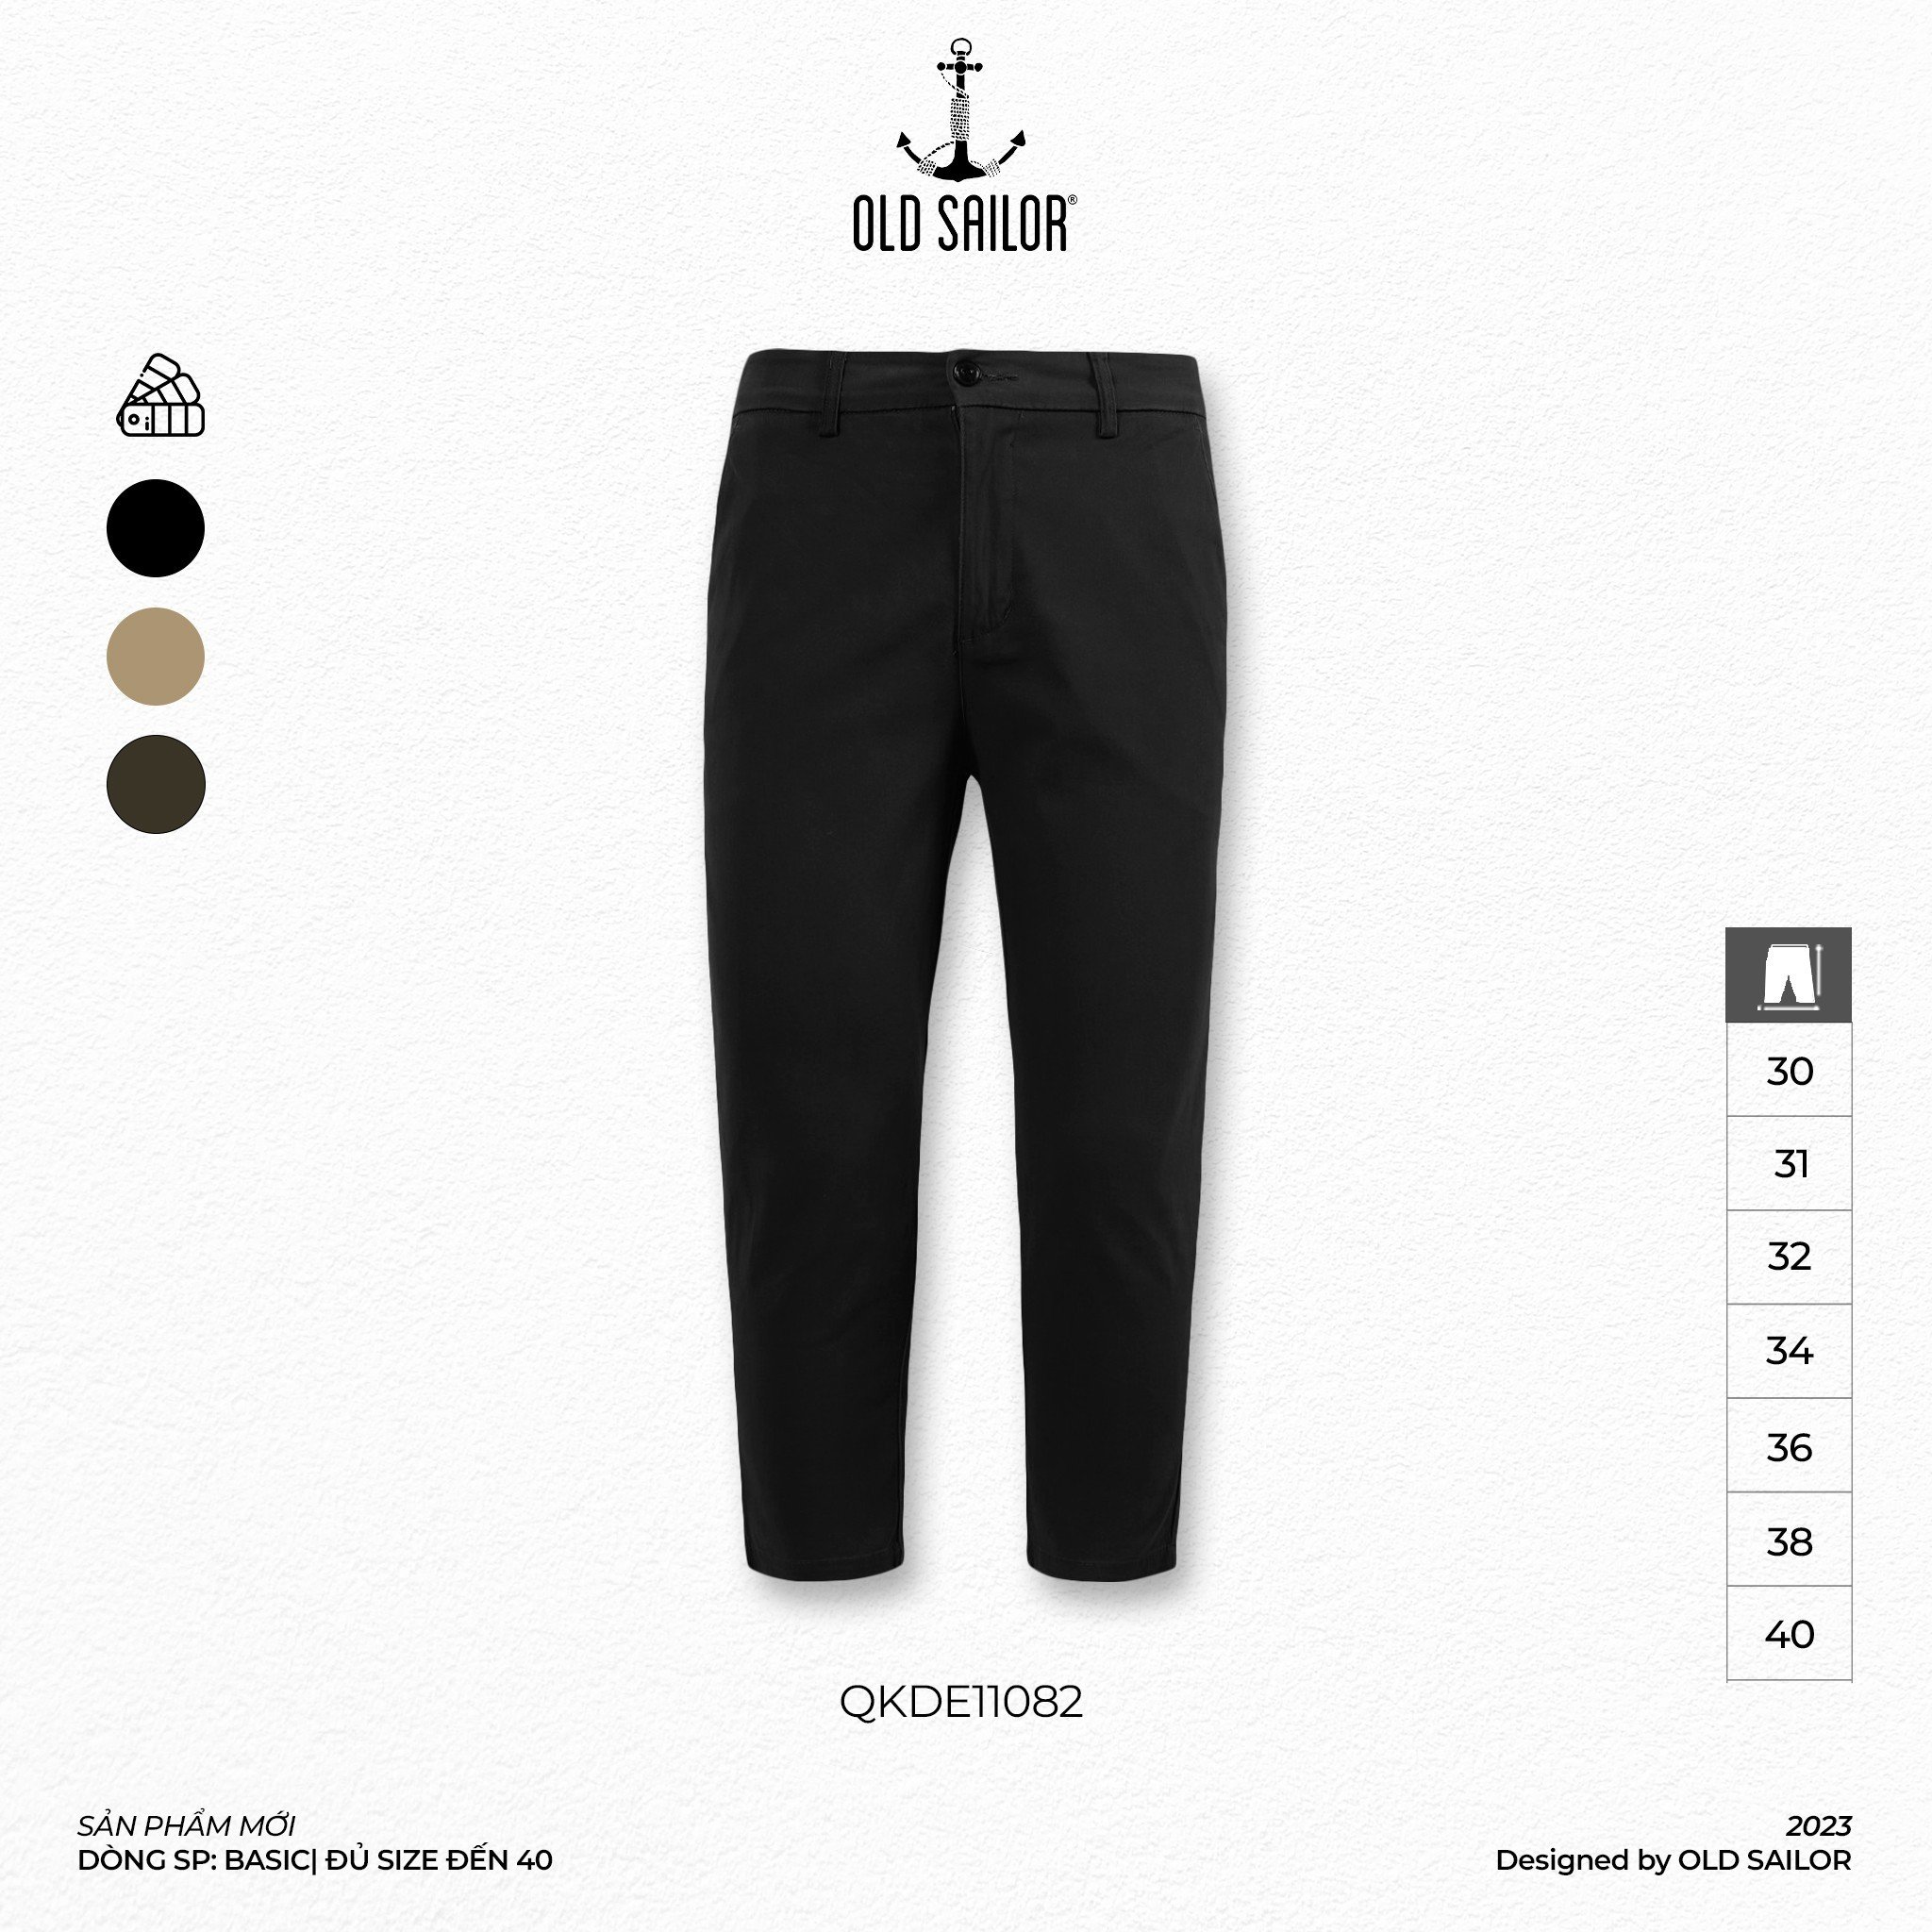 OLD SAILOR®
30
31
32
34
36
38
40
QKDE11082
SẢN PHẨM MỚI
DÒNG SP: BASIC| ĐỦ SIZE ĐẾN 40
2023
Designed by OLD SAILOR